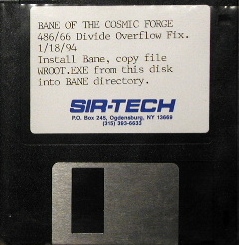 BANE OF THE COSMIC FORGE
486/66 Divide Overflow Fix.
1/18/94
Install Bane, copy file
WROOT.EXE from this disk
into BANE directory.
SIR-TECH
P.O. Box 245, Ogdensburg, NY 13669
(315) 393-6633